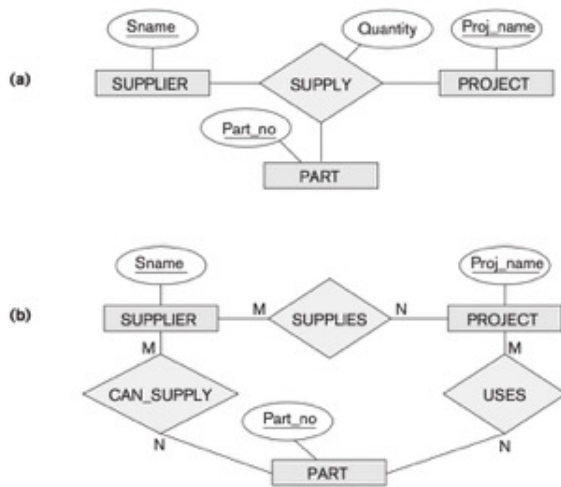 Sname
Quantity
Proj_name
(a)
SUPPLIER
SUPPLY
PROJECT
Part_no
PART
Sname
Proj_name
(b)
SUPPLIER
M
SUPPLIES
N
PROJECT
M
M
CAN_SUPPLY
USES
Part_no
N
N
PART